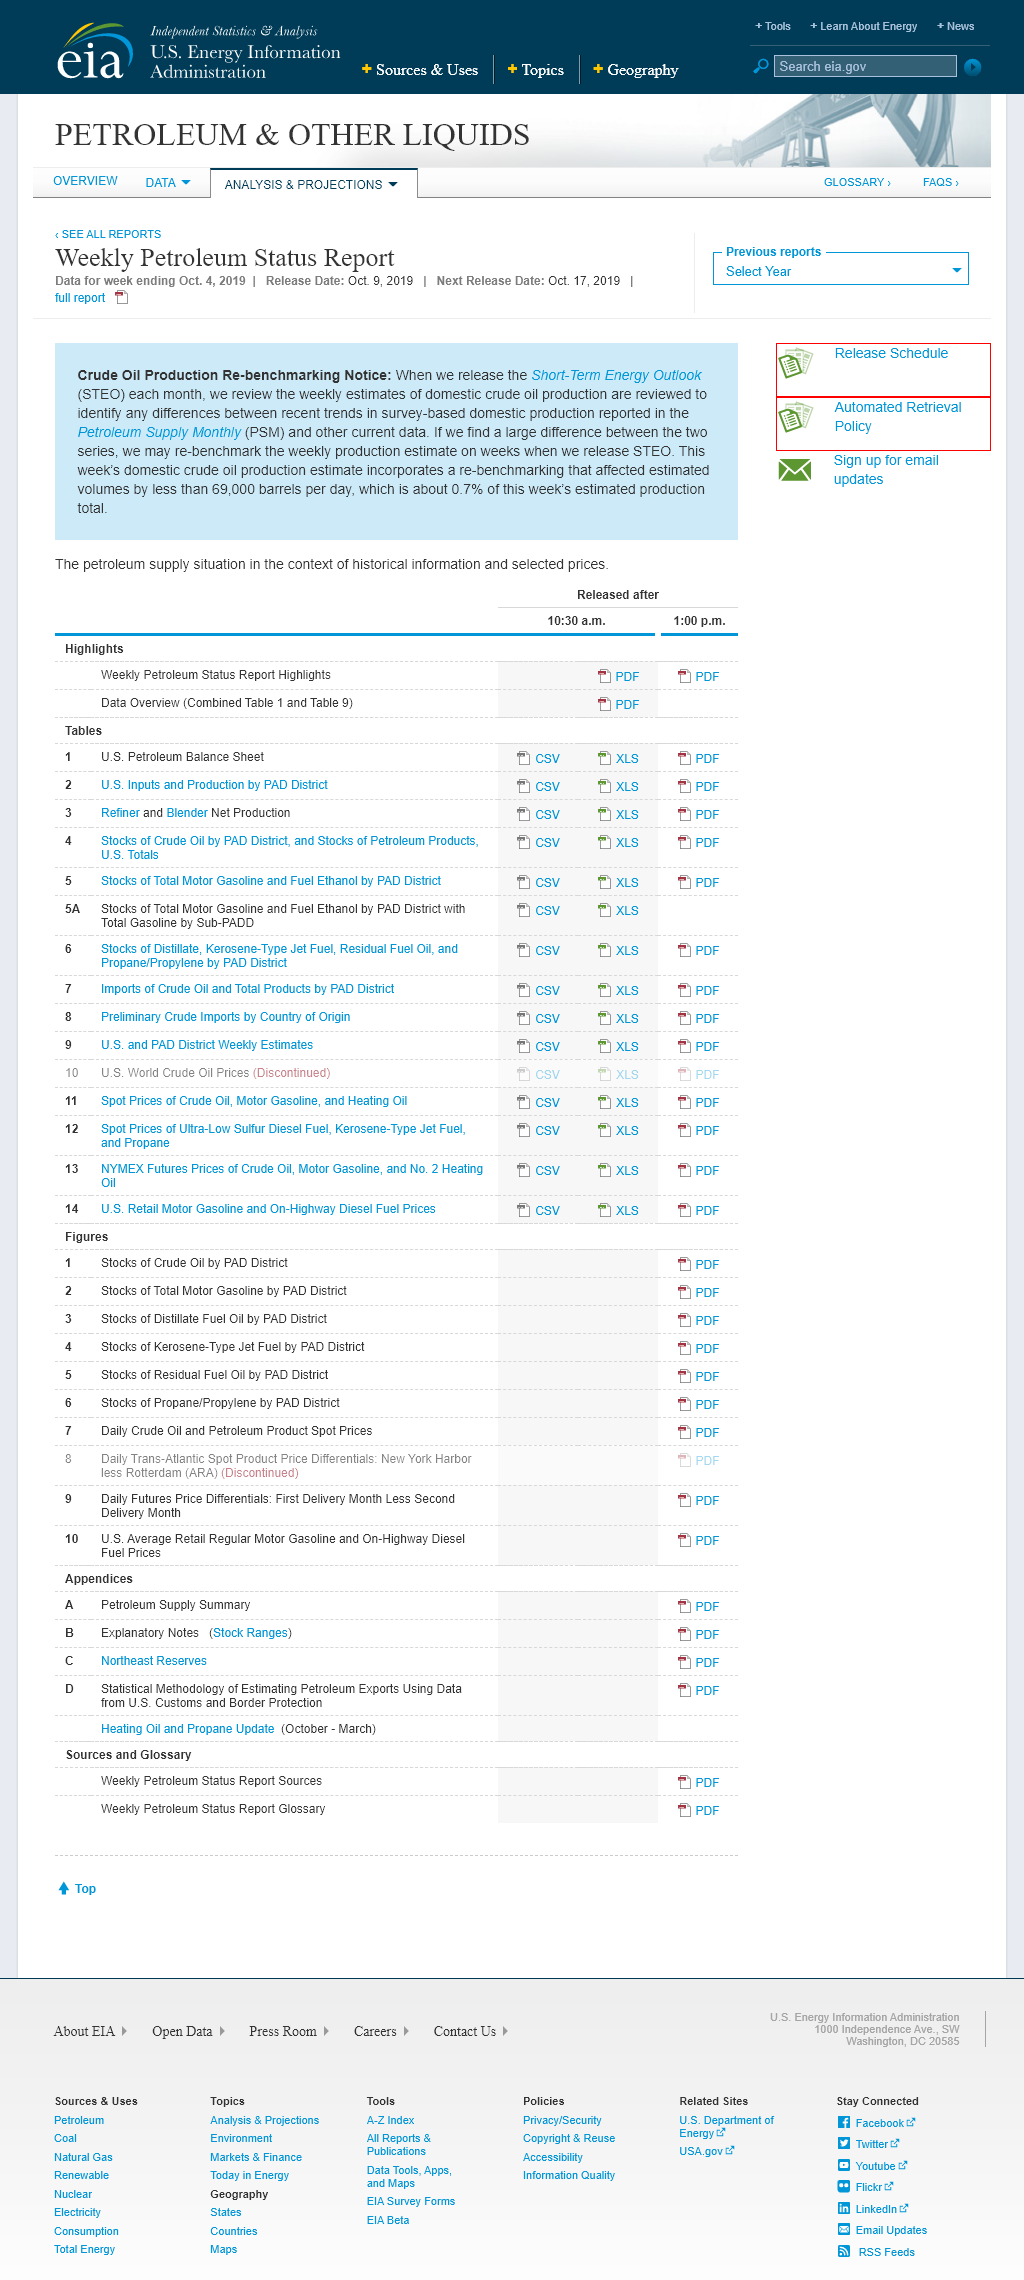 Independent Statistics & Analysis
eia U.S. Energy Information
Administration
+ Tools + Learn About Energy + News
+ Sources & Uses + Topics + Geography
Search eia.gov
PETROLEUM & OTHER LIQUIDS
OVERVIEW DATA ANALYSIS & PROJECTIONS GLOSSARY › FAQS ›
‹ SEE ALL REPORTS
Weekly Petroleum Status Report
Data for week ending Oct. 4, 2019 | Release Date: Oct. 9, 2019 | Next Release Date: Oct. 17, 2019 |
full report
Previous reports
Select Year
Crude Oil Production Re-benchmarking Notice: When we release the Short-Term Energy Outlook
(STEO) each month, we review the weekly estimates of domestic crude oil production are reviewed to
identify any differences between recent trends in survey-based domestic production reported in the
Petroleum Supply Monthly (PSM) and other current data. If we find a large difference between the two
series, we may re-benchmark the weekly production estimate on weeks when we release STEO. This
week's domestic crude oil production estimate incorporates a re-benchmarking that affected estimated
volumes by less than 69,000 barrels per day, which is about 0.7% of this week's estimated production
total.
Release Schedule
Automated Retrieval
Policy
Sign up for email
updates
The petroleum supply situation in the context of historical information and selected prices.
Released after
10:30 a.m. 1:00 p.m.
Highlights
Weekly Petroleum Status Report Highlights PDF PDF
Data Overview (Combined Table 1 and Table 9) PDF
Tables
1 U.S. Petroleum Balance Sheet CSV XLS PDF
2 U.S. Inputs and Production by PAD District CSV XLS PDF
3 Refiner and Blender Net Production CSV XLS PDF
4 Stocks of Crude Oil by PAD District, and Stocks of Petroleum Products, CSV XLS PDF
U.S. Totals
5 Stocks of Total Motor Gasoline and Fuel Ethanol by PAD District CSV XLS PDF
5A Stocks of Total Motor Gasoline and Fuel Ethanol by PAD District with CSV XLS
Total Gasoline by Sub-PADD
6 Stocks of Distillate, Kerosene-Type Jet Fuel, Residual Fuel Oil, and CSV XLS PDF
Propane/Propylene by PAD District
7 Imports of Crude Oil and Total Products by PAD District CSV XLS PDF
8 Preliminary Crude Imports by Country of Origin CSV XLS PDF
9 U.S. and PAD District Weekly Estimates CSV XLS PDF
10 U.S. World Crude Oil Prices (Discontinued) CSV XLS PDF
11 Spot Prices of Crude Oil, Motor Gasoline, and Heating Oil CSV XLS PDF
12 Spot Prices of Ultra-Low Sulfur Diesel Fuel, Kerosene-Type Jet Fuel, CSV XLS PDF
and Propane
13 NYMEX Futures Prices of Crude Oil, Motor Gasoline, and No. 2 Heating CSV XLS PDF
Oil
14 U.S. Retail Motor Gasoline and On-Highway Diesel Fuel Prices CSV XLS PDF
Figures
1 Stocks of Crude Oil by PAD District PDF
2 Stocks of Total Motor Gasoline by PAD District PDF
3 Stocks of Distillate Fuel Oil by PAD District PDF
4 Stocks of Kerosene-Type Jet Fuel by PAD District PDF
5 Stocks of Residual Fuel Oil by PAD District PDF
6 Stocks of Propane/Propylene by PAD District PDF
7 Daily Crude Oil and Petroleum Product Spot Prices PDF
8 Daily Trans-Atlantic Spot Product Price Differentials: New York Harbor PDF
less Rotterdam (ARA) (Discontinued)
9 Daily Futures Price Differentials: First Delivery Month Less Second PDF
Delivery Month
10 U.S. Average Retail Regular Motor Gasoline and On-Highway Diesel PDF
Fuel Prices
Appendices
A Petroleum Supply Summary PDF
B Explanatory Notes (Stock Ranges) PDF
C Northeast Reserves PDF
D Statistical Methodology of Estimating Petroleum Exports Using Data PDF
from U.S. Customs and Border Protection
Heating Oil and Propane Update (October - March)
Sources and Glossary
Weekly Petroleum Status Report Sources PDF
Weekly Petroleum Status Report Glossary PDF
Top
About EIA Open Data Press Room Careers Contact Us
U.S. Energy Information Administration
1000 Independence Ave., SW
Washington, DC 20585
Sources & Uses
Petroleum
Coal
Natural Gas
Renewable
Nuclear
Electricity
Consumption
Total Energy
Topics
Analysis & Projections
Environment
Markets & Finance
Today in Energy
Geography
States
Countries
Maps
Tools
A-Z Index
All Reports &
Publications
Data Tools, Apps,
and Maps
EIA Survey Forms
EIA Beta
Policies
Privacy/Security
Copyright & Reuse
Accessibility
Information Quality
Related Sites
U.S. Department of
Energy
USA.gov
Stay Connected
Facebook
Twitter
Youtube
Flickr
LinkedIn
Email Updates
RSS Feeds